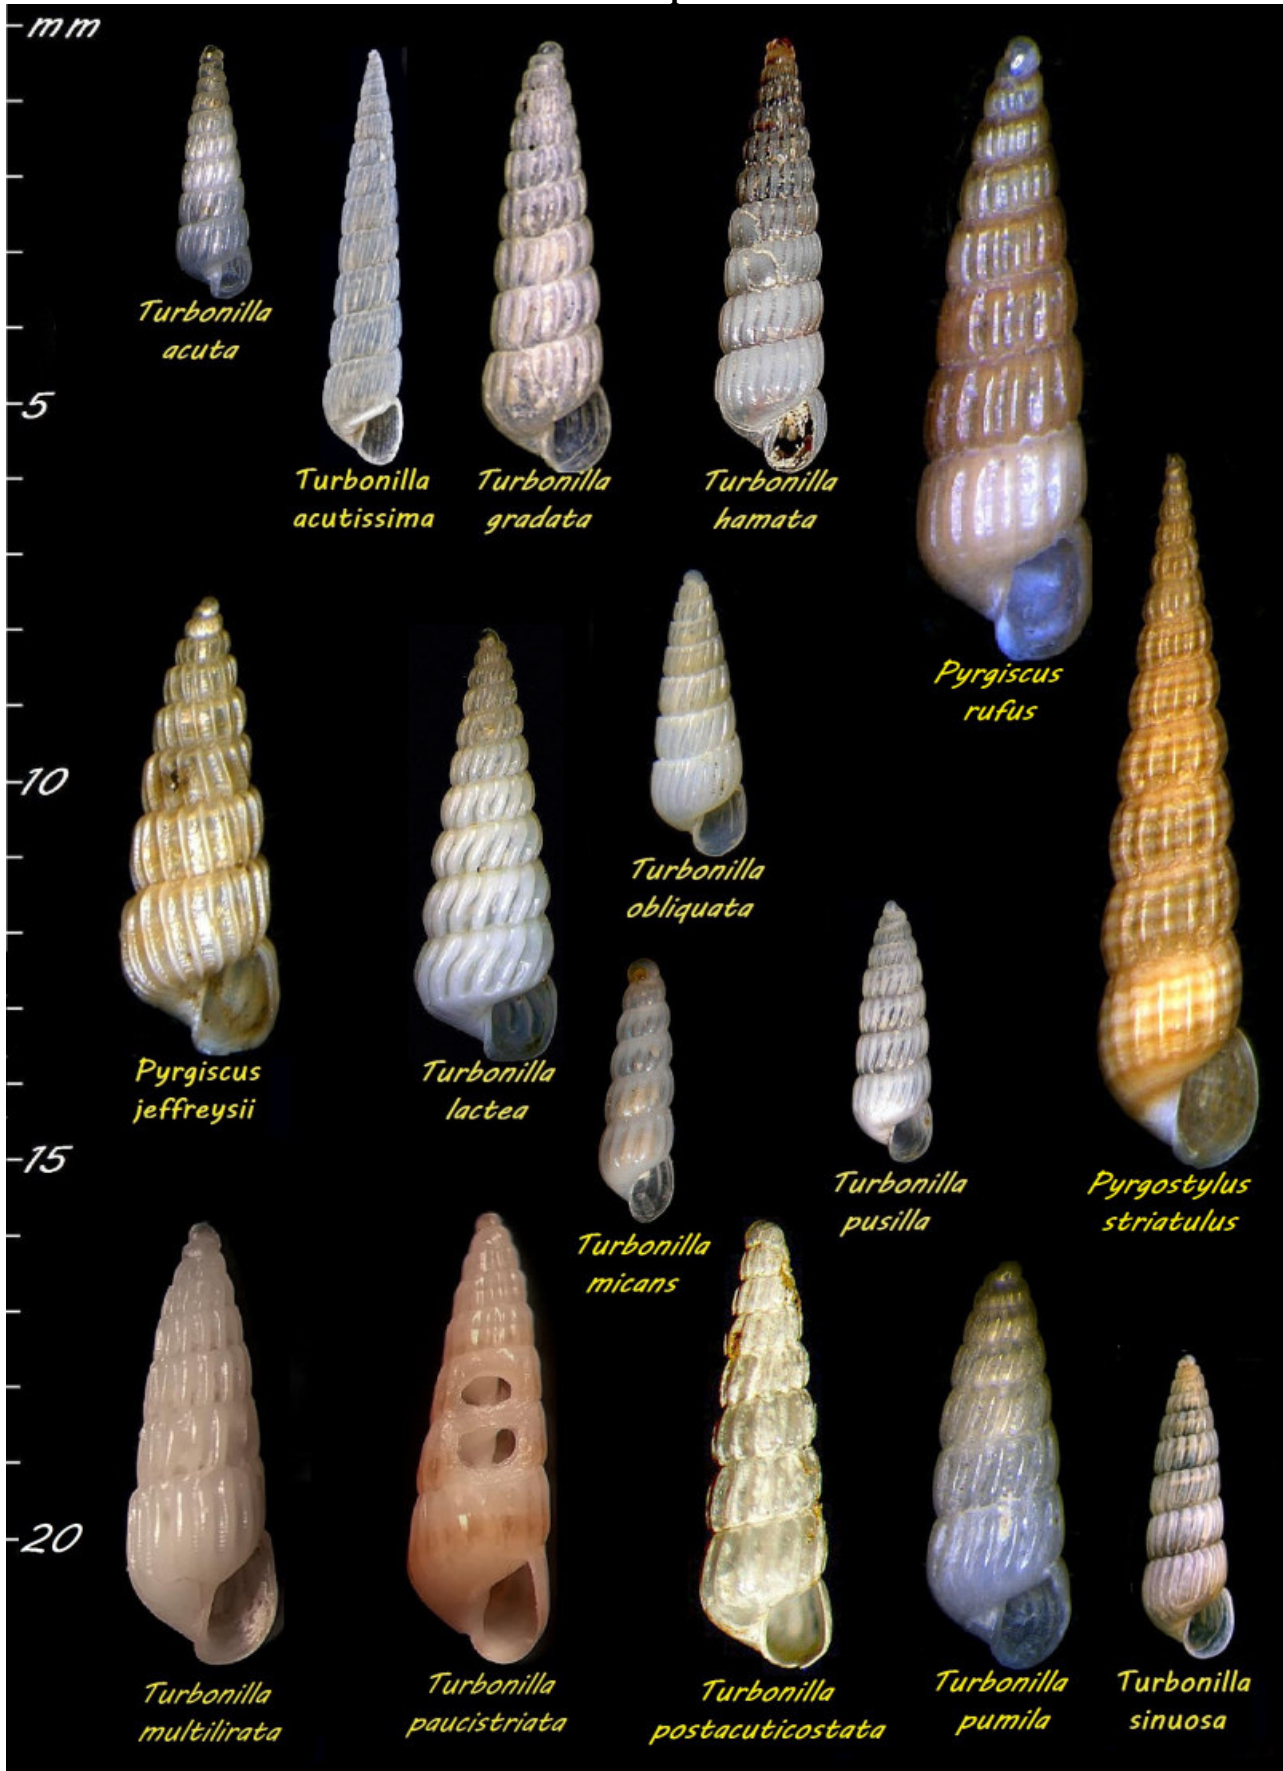 mm
Turbonilla
acuta
5
Turbonilla
acutissima
Turbonilla
gradata
Turbonilla
hamata
Pyrgiscus
rufus
10
Turbonilla
obliquata
Pyrgiscus
jeffreysii
Turbonilla
lactea
15
Turbonilla
pusilla
Pyrgostylus
striatulus
Turbonilla
micans
20
Turbonilla
multilirata
Turbonilla
paucistriata
Turbonilla
postacuticostata
Turbonilla
pumila
Turbonilla
sinuosa